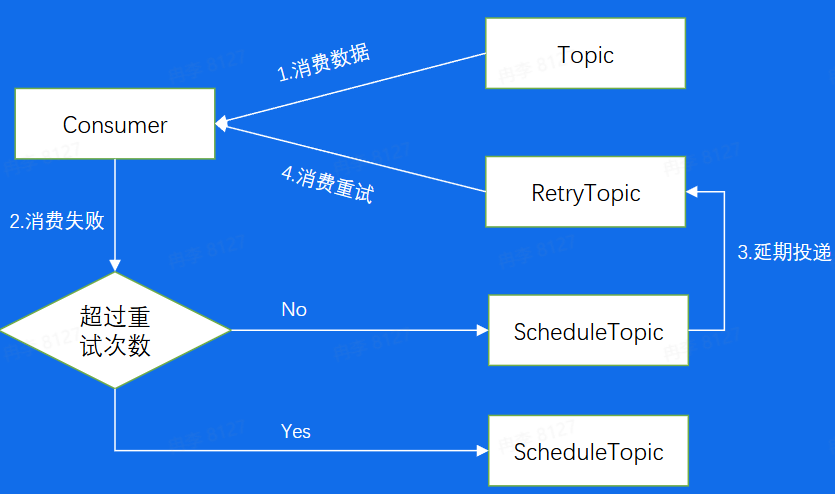 Topic
1.消费数据
Consumer
RetryTopic
4.消费重试
2.消费失败
3.延期投递
超过重
试次数
No
ScheduleTopic
Yes
ScheduleTopic